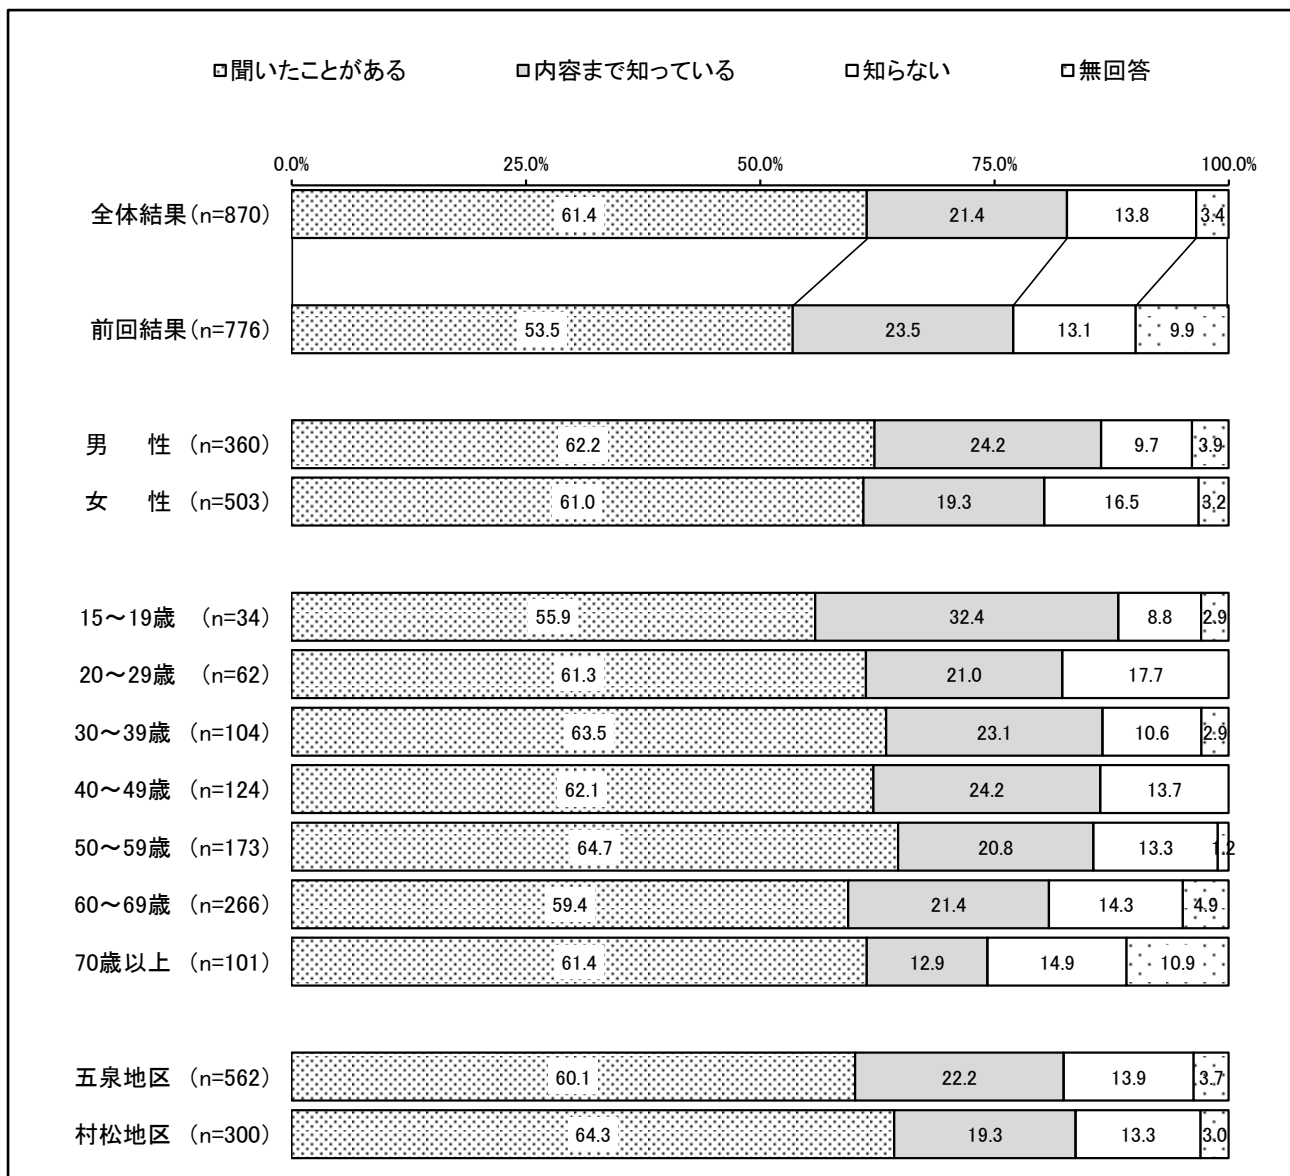 聞いたことがある 内容まで知っている 知らない 無回答
0.0% 25.0% 50.0% 75.0% 100.0%
全体結果(n=870) 61.4 21.4 13.8 3.4
前回結果(n=776) 53.5 23.5 13.1 9.9
男 性 (n=360) 62.2 24.2 9.7 3.9
女 性 (n=503) 61.0 19.3 16.5 3.2
15～19歳 (n=34) 55.9 32.4 8.8 2.9
20～29歳 (n=62) 61.3 21.0 17.7
30～39歳 (n=104) 63.5 23.1 10.6 2.9
40～49歳 (n=124) 62.1 24.2 13.7
50～59歳 (n=173) 64.7 20.8 13.3 1.2
60～69歳 (n=266) 59.4 21.4 14.3 4.9
70歳以上 (n=101) 61.4 12.9 14.9 10.9
五泉地区 (n=562) 60.1 22.2 13.9 3.7
村松地区 (n=300) 64.3 19.3 13.3 3.0